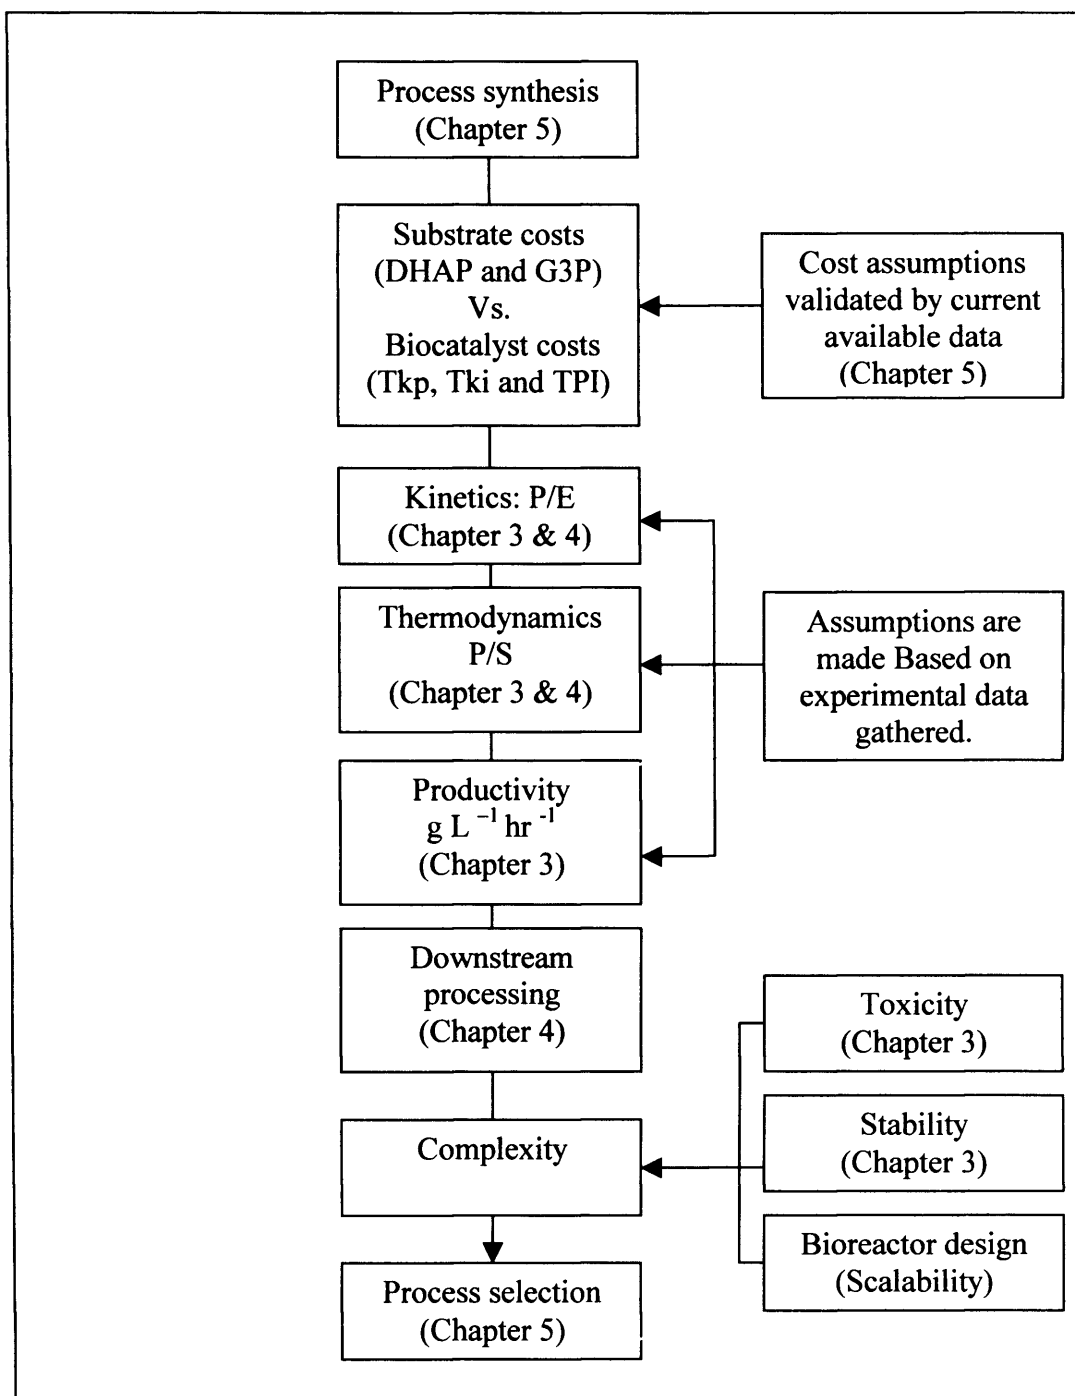 Process synthesis
(Chapter 5)
Substrate costs
(DHAP and G3P)
Vs.
Biocatalyst costs
(Tkp, Tki and TPI)
Cost assumptions
validated by current
available data
(Chapter 5)
Kinetics: P/E
(Chapter 3 & 4)
Thermodynamics
P/S
(Chapter 3 & 4)
Assumptions are
made Based on
experimental data
gathered.
Productivity
g L ⁻¹ hr ⁻¹
(Chapter 3)
Downstream
processing
(Chapter 4)
Toxicity
(Chapter 3)
Complexity
Stability
(Chapter 3)
Bioreactor design
(Scalability)
Process selection
(Chapter 5)